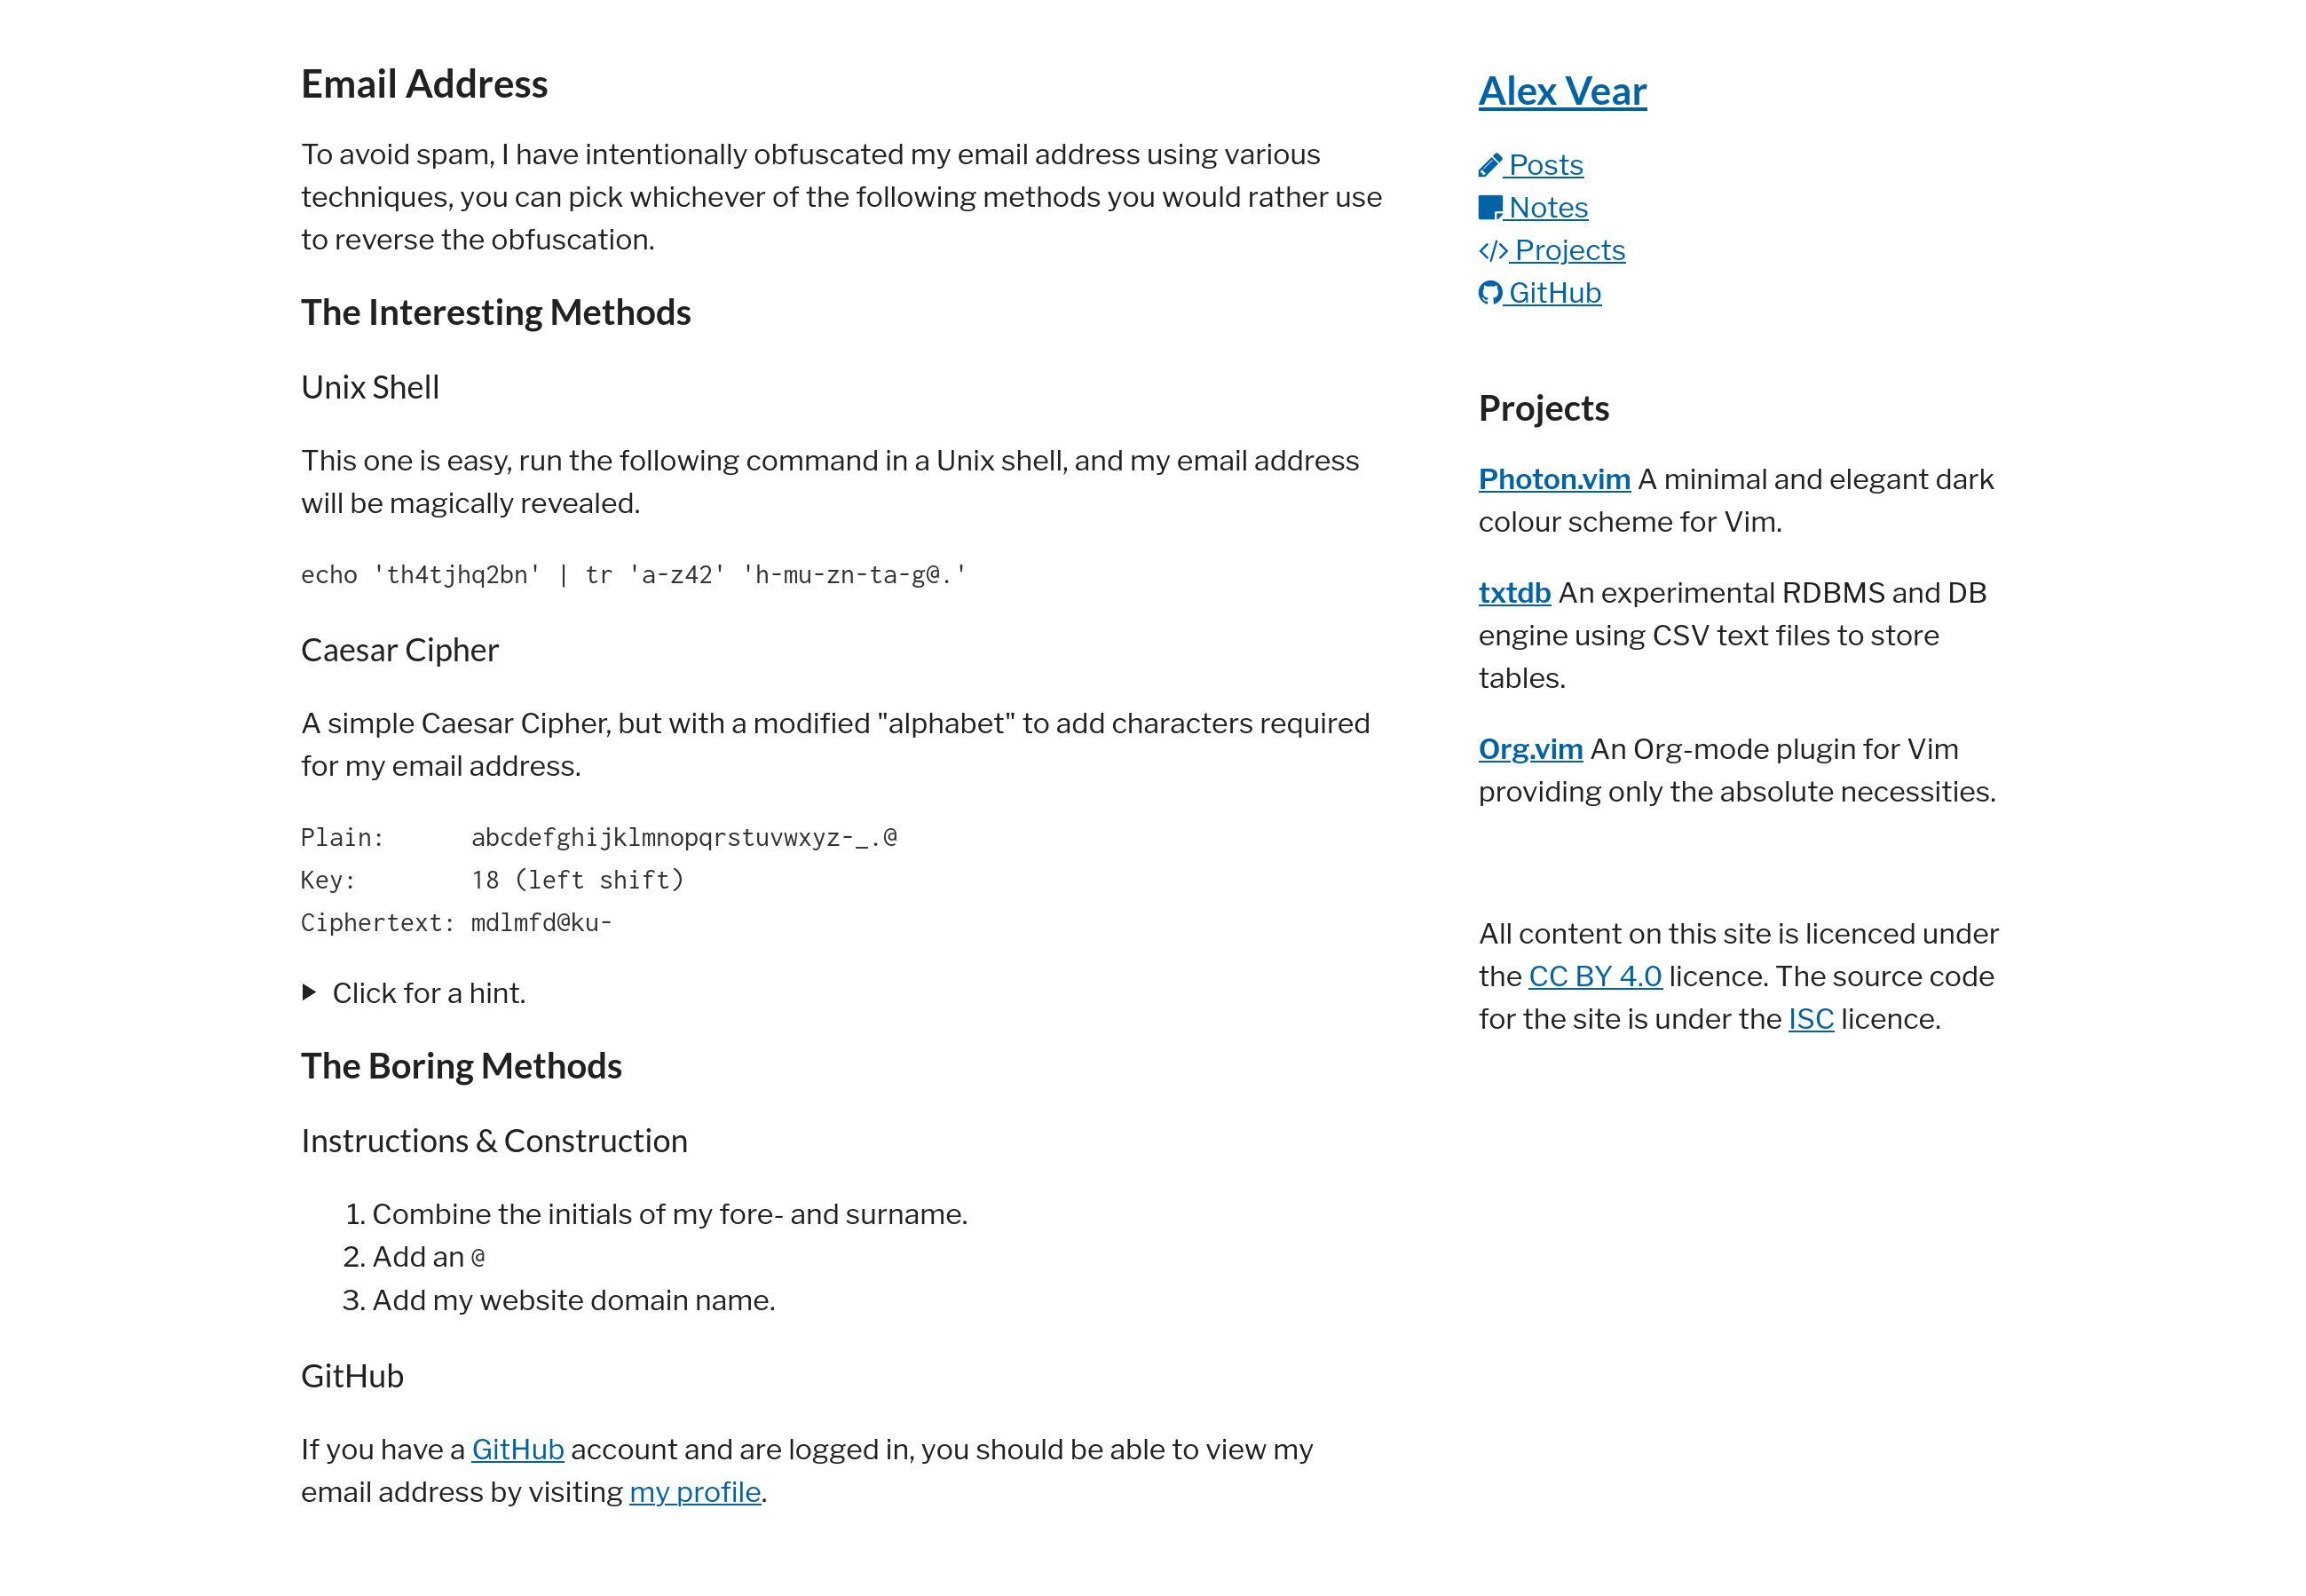 Email Address
To avoid spam, I have intentionally obfuscated my email address using various
techniques, you can pick whichever of the following methods you would rather use
to reverse the obfuscation.
The Interesting Methods
Unix Shell
This one is easy, run the following command in a Unix shell, and my email address
will be magically revealed.
echo 'th4tjhq2bn' | tr 'a-z42' 'h-mu-zn-ta-g@.'
Caesar Cipher
A simple Caesar Cipher, but with a modified "alphabet" to add characters required
for my email address.
Plain:      abcdefghijklmnopqrstuvwxyz-_.@
Key:        18 (left shift)
Ciphertext: mdlmfd@ku-
▶ Click for a hint.
The Boring Methods
Instructions & Construction
1. Combine the initials of my fore- and surname.
2. Add an @
3. Add my website domain name.
GitHub
If you have a GitHub account and are logged in, you should be able to view my
email address by visiting my profile.
Alex Vear
Posts
Notes
</> Projects
GitHub
Projects
Photon.vim A minimal and elegant dark
colour scheme for Vim.
txtdb An experimental RDBMS and DB
engine using CSV text files to store
tables.
Org.vim An Org-mode plugin for Vim
providing only the absolute necessities.
All content on this site is licenced under
the CC BY 4.0 licence. The source code
for the site is under the ISC licence.